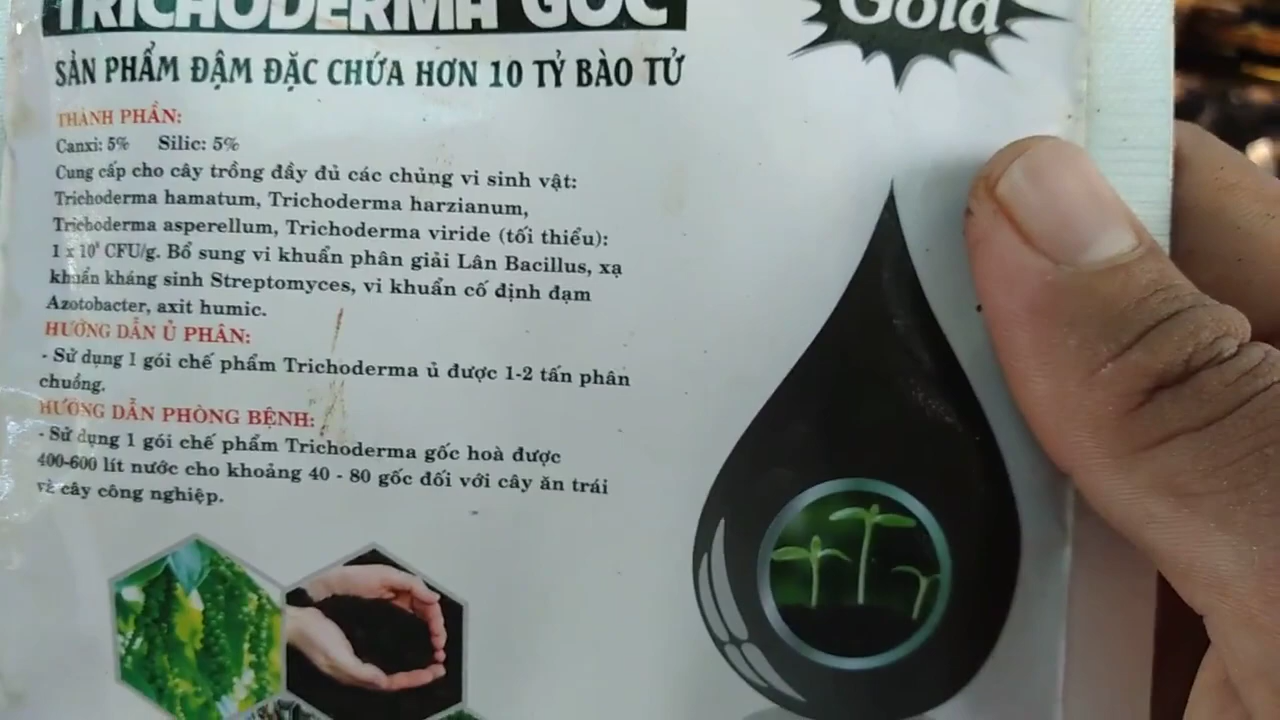 TRICHODERMA GỐC
Gold
SẢN PHẨM ĐẬM ĐẶC CHỨA HƠN 10 TỶ BÀO TỬ
THÀNH PHẦN:
Canxi: 5% Silic: 5%
Cung cấp cho cây trồng đầy đủ các chủng vi sinh vật:
Trichoderma hamatum, Trichoderma harzianum,
Trichoderma asperellum, Trichoderma viride (tối thiểu):
1 x 10⁸ CFU/g. Bổ sung vi khuẩn phân giải Lân Bacillus, xạ
khuẩn kháng sinh Streptomyces, vi khuẩn cố định đạm
Azotobacter, axit humic.
HƯỚNG DẪN Ủ PHÂN:
- Sử dụng 1 gói chế phẩm Trichoderma ủ được 1-2 tấn phân
chuồng.
HƯỚNG DẪN PHÒNG BỆNH:
- Sử dụng 1 gói chế phẩm Trichoderma gốc hoà được
400-600 lít nước cho khoảng 40 - 80 gốc đối với cây ăn trái
và cây công nghiệp.